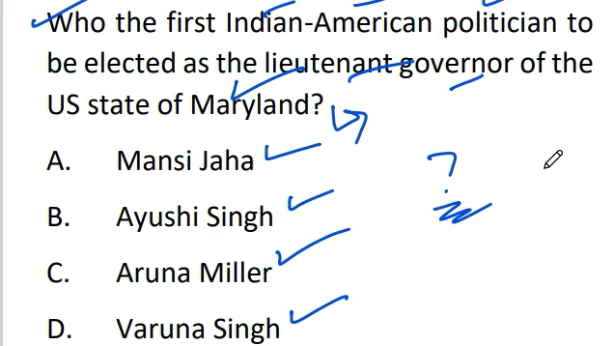 Who the first Indian-American politician to
be elected as the lieutenant governor of the
US state of Maryland?
A. Mansi Jaha
?
B. Ayushi Singh
C. Aruna Miller
D. Varuna Singh